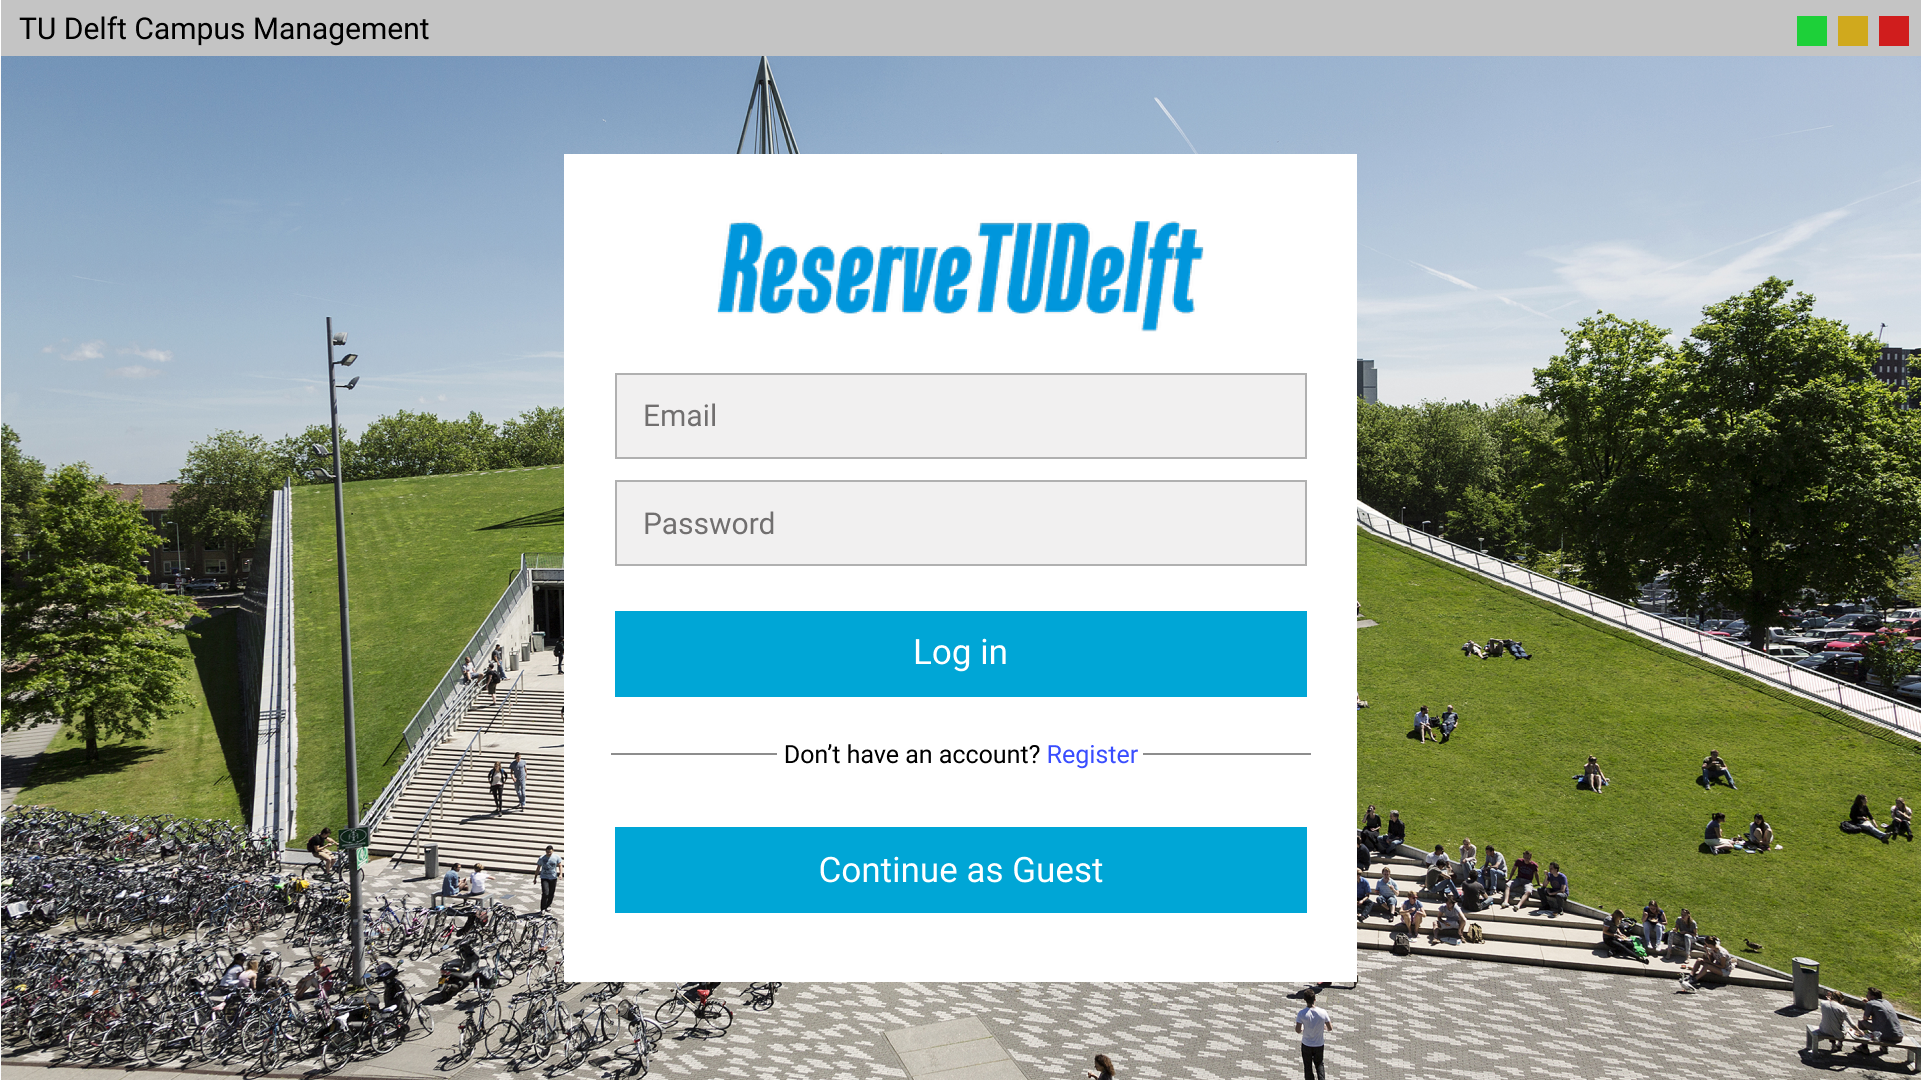 TU Delft Campus Management
ReserveTUDelft
Email
Password
Log in
Don’t have an account? Register
Continue as Guest